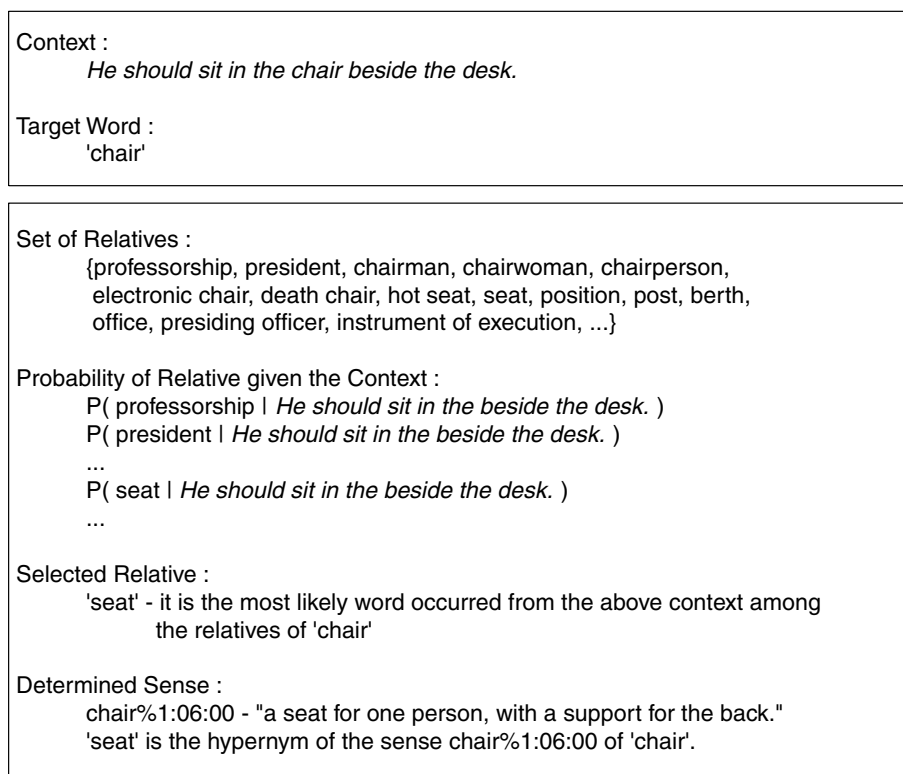 Context :
He should sit in the chair beside the desk.
Target Word :
'chair'
Set of Relatives :
{professorship, president, chairman, chairwoman, chairperson,
electronic chair, death chair, hot seat, seat, position, post, berth,
office, presiding officer, instrument of execution, ...}
Probability of Relative given the Context :
P( professorship | He should sit in the beside the desk. )
P( president | He should sit in the beside the desk. )
...
P( seat | He should sit in the beside the desk. )
...
Selected Relative :
'seat' - it is the most likely word occurred from the above context among
the relatives of 'chair'
Determined Sense :
chair%1:06:00 - "a seat for one person, with a support for the back."
'seat' is the hypernym of the sense chair%1:06:00 of 'chair'.